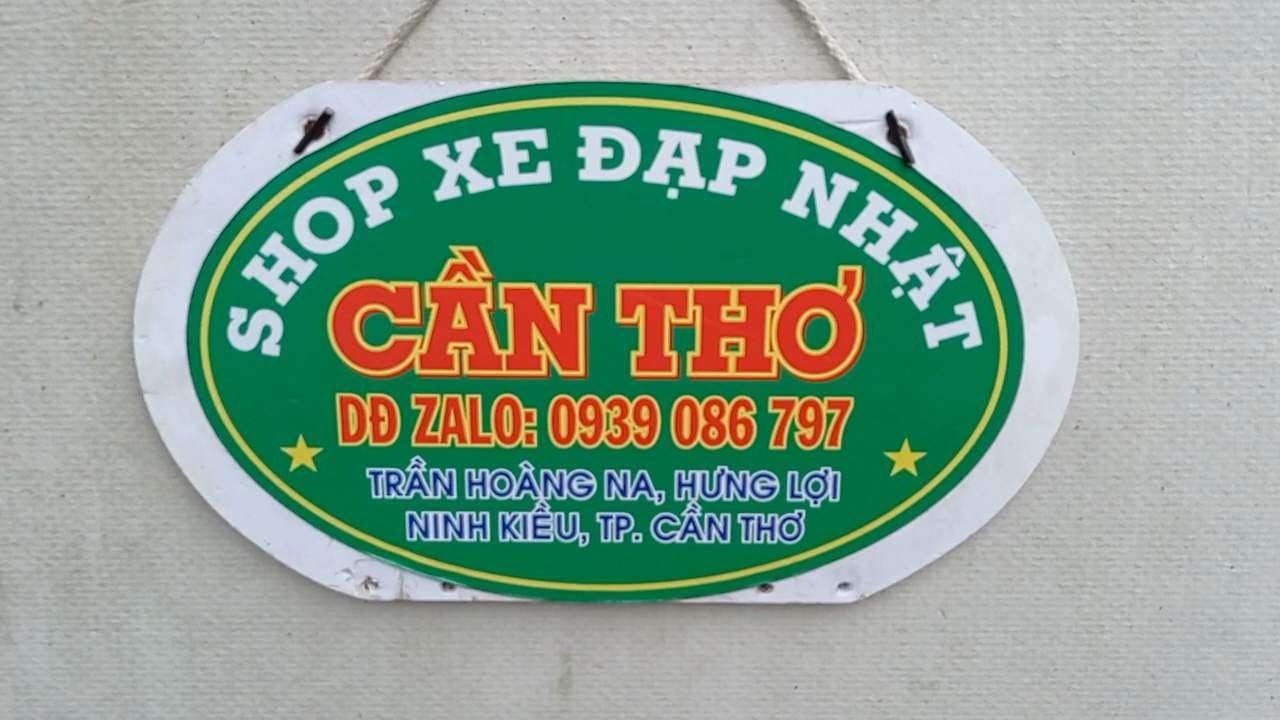 SHOP XE ĐẠP NHẬT
CẦN THƠ
DĐ ZALO: 0939 086 797
TRẦN HOÀNG NA, HƯNG LỢI
NINH KIỀU, TP. CẦN THƠ